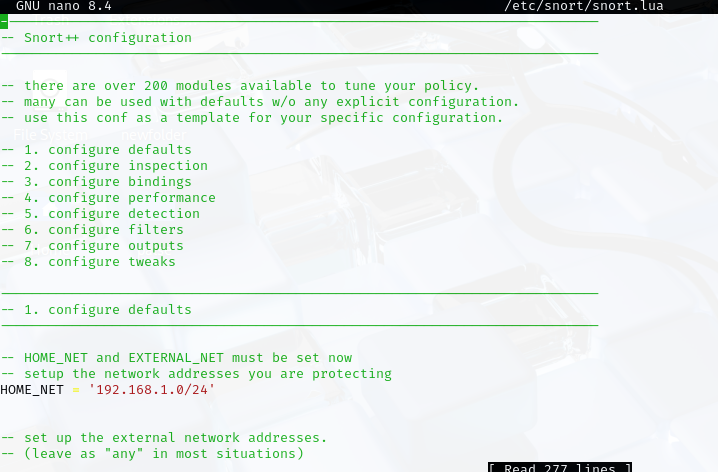 GNU nano 8.4 /etc/snort/snort.lua
---------------------------------------------------------------------------
-- Snort++ configuration
---------------------------------------------------------------------------
-- there are over 200 modules available to tune your policy.
-- many can be used with defaults w/o any explicit configuration.
-- use this conf as a template for your specific configuration.
-- 1. configure defaults
-- 2. configure inspection
-- 3. configure bindings
-- 4. configure performance
-- 5. configure detection
-- 6. configure filters
-- 7. configure outputs
-- 8. configure tweaks
---------------------------------------------------------------------------
-- 1. configure defaults
---------------------------------------------------------------------------
-- HOME_NET and EXTERNAL_NET must be set now
-- setup the network addresses you are protecting
HOME_NET = '192.168.1.0/24'
-- set up the external network addresses.
-- (leave as "any" in most situations)
[ Read 277 lines ]